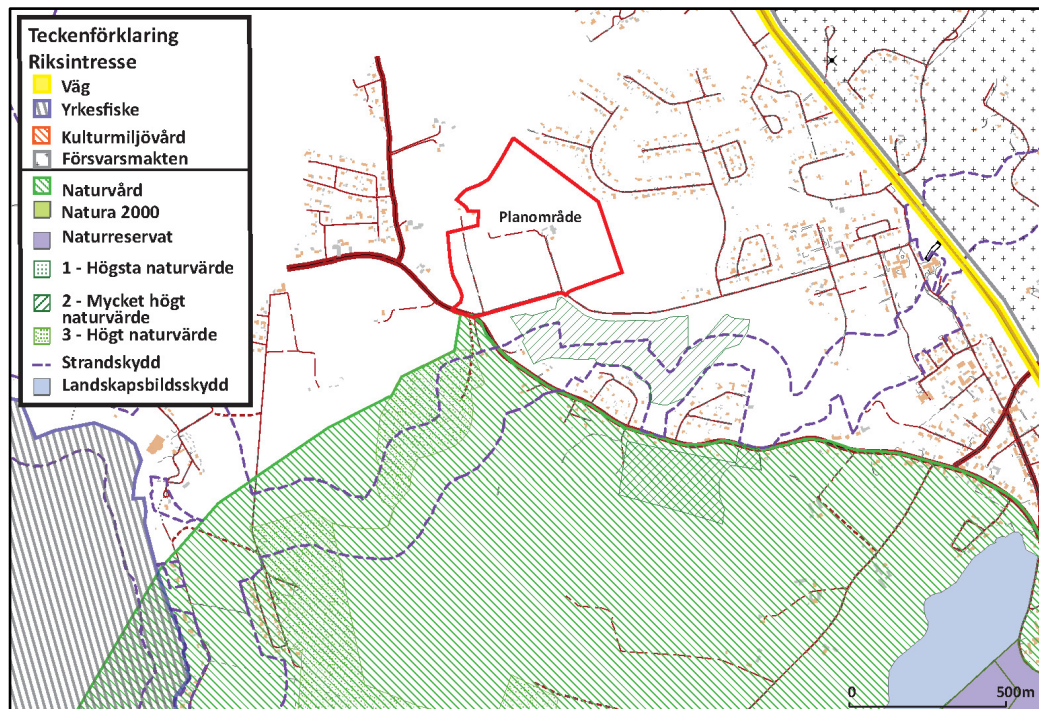 Teckenförklaring
Riksintresse
Väg
Yrkesfiske
Kulturmiljövård
Försvarsmakten
Naturvård
Natura 2000
Naturreservat
1 - Högsta naturvärde
2 - Mycket högt
naturvärde
3 - Högt naturvärde
Strandskydd
Landskapsbildsskydd
Planområde
0 500m